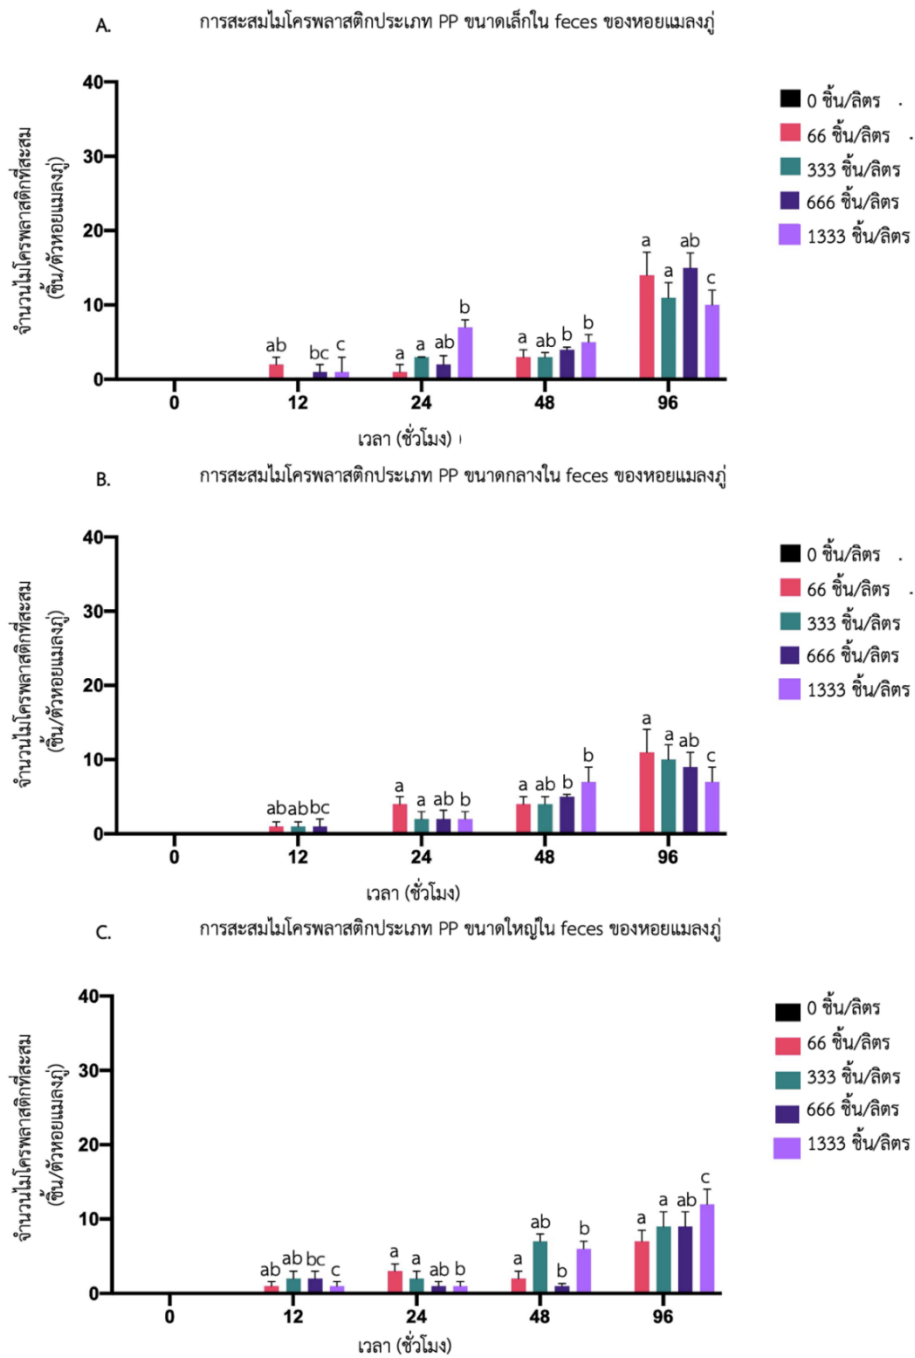 A. การสะสมไมโครพลาสติกประเภท PP ขนาดเล็กใน feces ของหอยแมลงภู่
จำนวนไมโครพลาสติกที่สะสม
(ชิ้น/ตัวหอยแมลงภู่)
40
30
20
10
0
ab bc c
a a ab b
a ab b b
a a ab c
0 12 24 48 96
เวลา (ชั่วโมง)
0 ชิ้น/ลิตร
66 ชิ้น/ลิตร
333 ชิ้น/ลิตร
666 ชิ้น/ลิตร
1333 ชิ้น/ลิตร
B. การสะสมไมโครพลาสติกประเภท PP ขนาดกลางใน feces ของหอยแมลงภู่
จำนวนไมโครพลาสติกที่สะสม
(ชิ้น/ตัวหอยแมลงภู่)
40
30
20
10
0
ab ab bc
a a ab b
a ab b b
a a ab c
0 12 24 48 96
เวลา (ชั่วโมง)
0 ชิ้น/ลิตร
66 ชิ้น/ลิตร
333 ชิ้น/ลิตร
666 ชิ้น/ลิตร
1333 ชิ้น/ลิตร
C. การสะสมไมโครพลาสติกประเภท PP ขนาดใหญ่ใน feces ของหอยแมลงภู่
จำนวนไมโครพลาสติกที่สะสม
(ชิ้น/ตัวหอยแมลงภู่)
40
30
20
10
0
ab ab bc c
a a ab b
a ab b b
a a ab c
0 12 24 48 96
เวลา (ชั่วโมง)
0 ชิ้น/ลิตร
66 ชิ้น/ลิตร
333 ชิ้น/ลิตร
666 ชิ้น/ลิตร
1333 ชิ้น/ลิตร